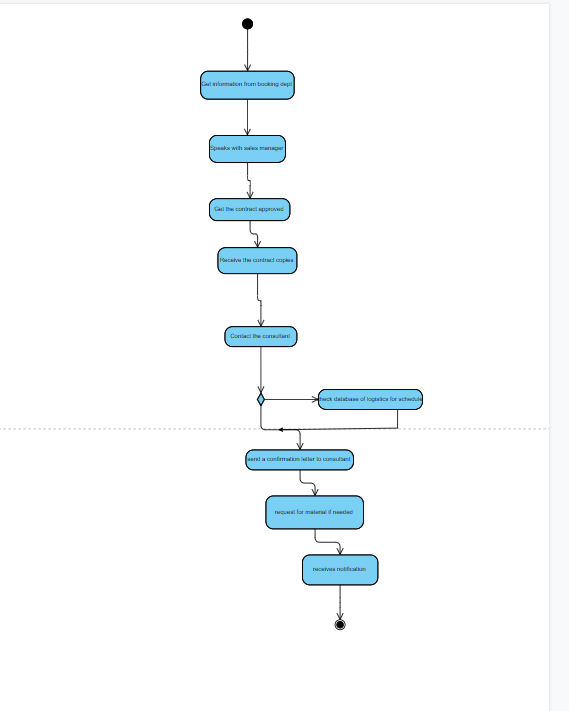 Get information from booking dept
Speaks with sales manager
Get the contract approved
Receive the contract copies
Contact the consultant
heck database of logistics for schedule
send a confirmation letter to consultant
request for material if needed
receives notification